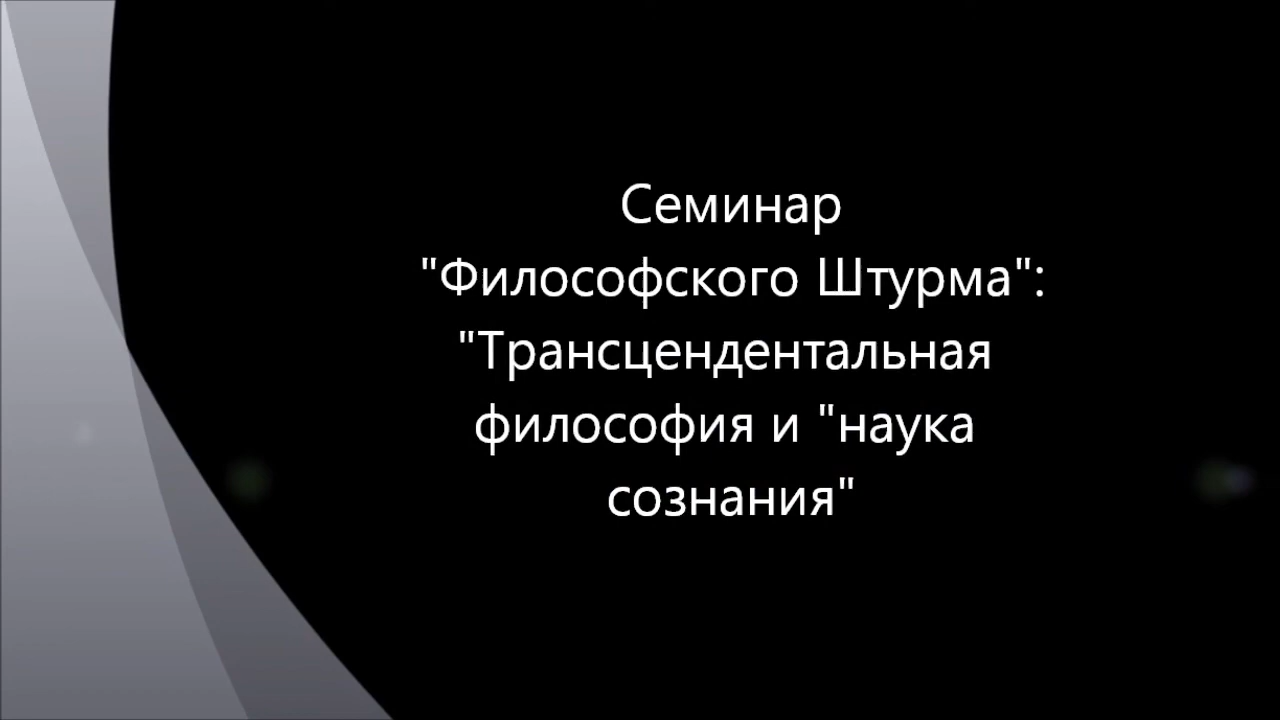 Семинар
"Философского Штурма":
"Трансцендентальная
философия и "наука
сознания"